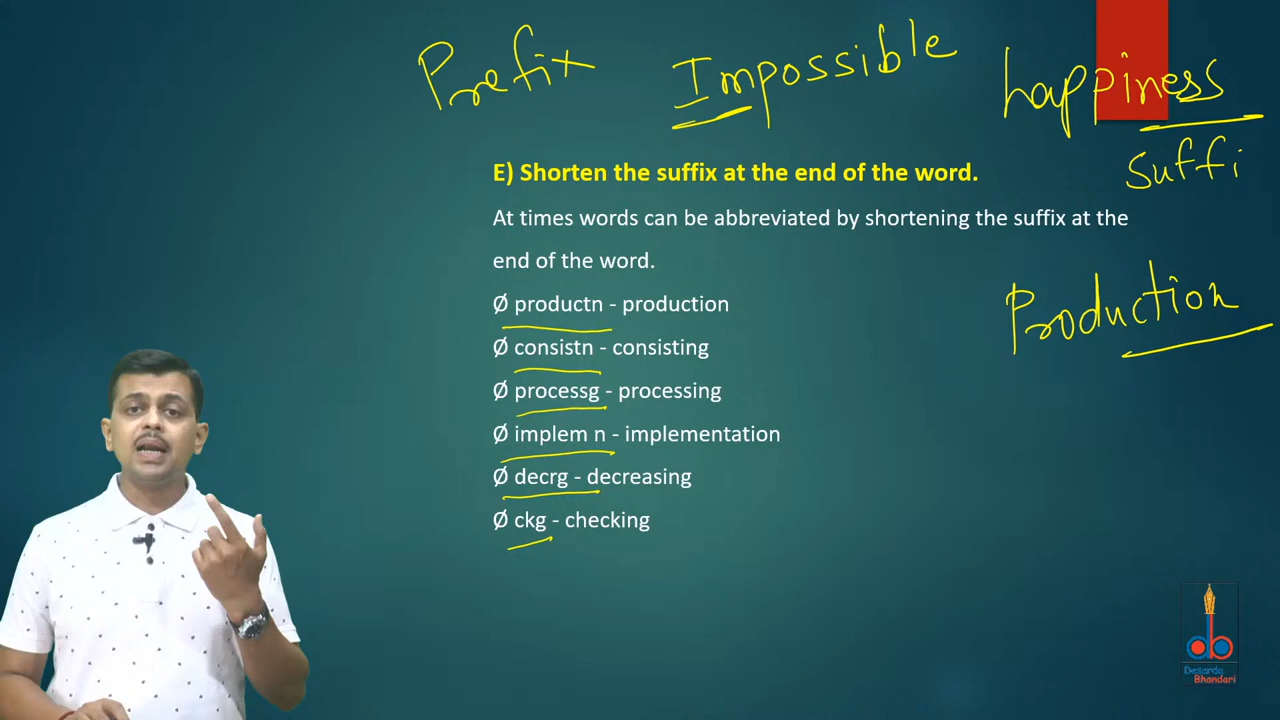 Prefix Impossible happiness
suffi
E) Shorten the suffix at the end of the word.
At times words can be abbreviated by shortening the suffix at the
end of the word.
Ø productn - production
Production
Ø consistn - consisting
Ø processg - processing
Ø implem n - implementation
Ø decrg - decreasing
Ø ckg - checking
Desarda
Bhandari